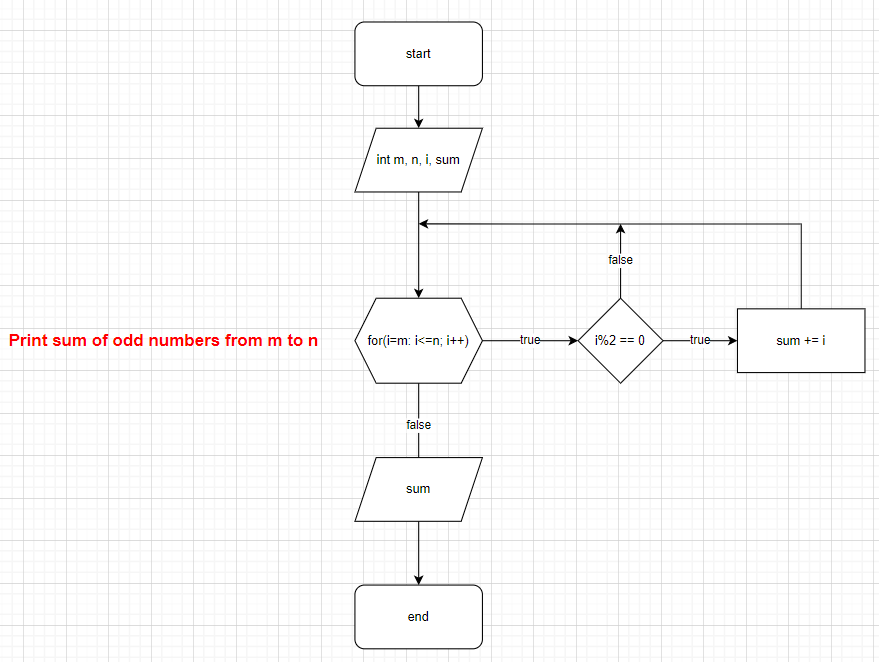 start
int m, n, i, sum
false
Print sum of odd numbers from m to n
for(i=m: i<=n; i++)
true
i%2 == 0
true
sum += i
false
sum
end